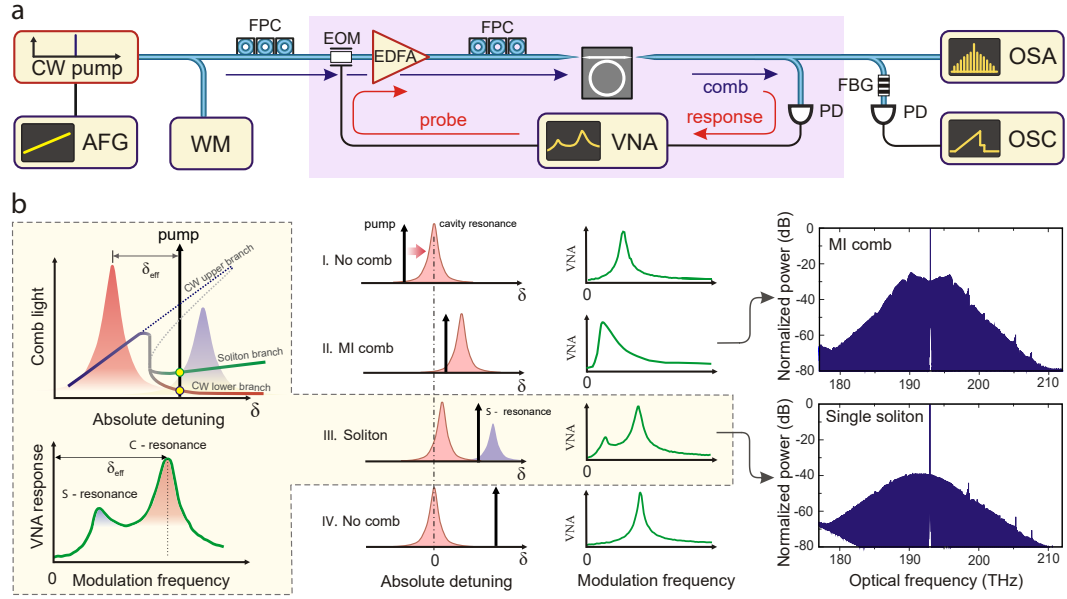 a
FPC
EOM
EDFA
FPC
CW pump
AFG
WM
probe
VNA
comb
response
PD
FBG
PD
OSA
OSC
b
pump
δeff
CW upper branch
Soliton branch
CW lower branch
Comb light
Absolute detuning
δ
C - resonance
δeff
S - resonance
VNA response
0
Modulation frequency
pump
cavity resonance
I. No comb
δ
II. MI comb
δ
S - resonance
III. Soliton
δ
IV. No comb
0
δ
Absolute detuning
VNA
0
VNA
0
VNA
0
VNA
0
Modulation frequency
Normalized power (dB)
0
-20
-40
-60
-80
MI comb
180
190
200
210
Normalized power (dB)
0
-20
-40
-60
-80
Single soliton
180
190
200
210
Optical frequency (THz)